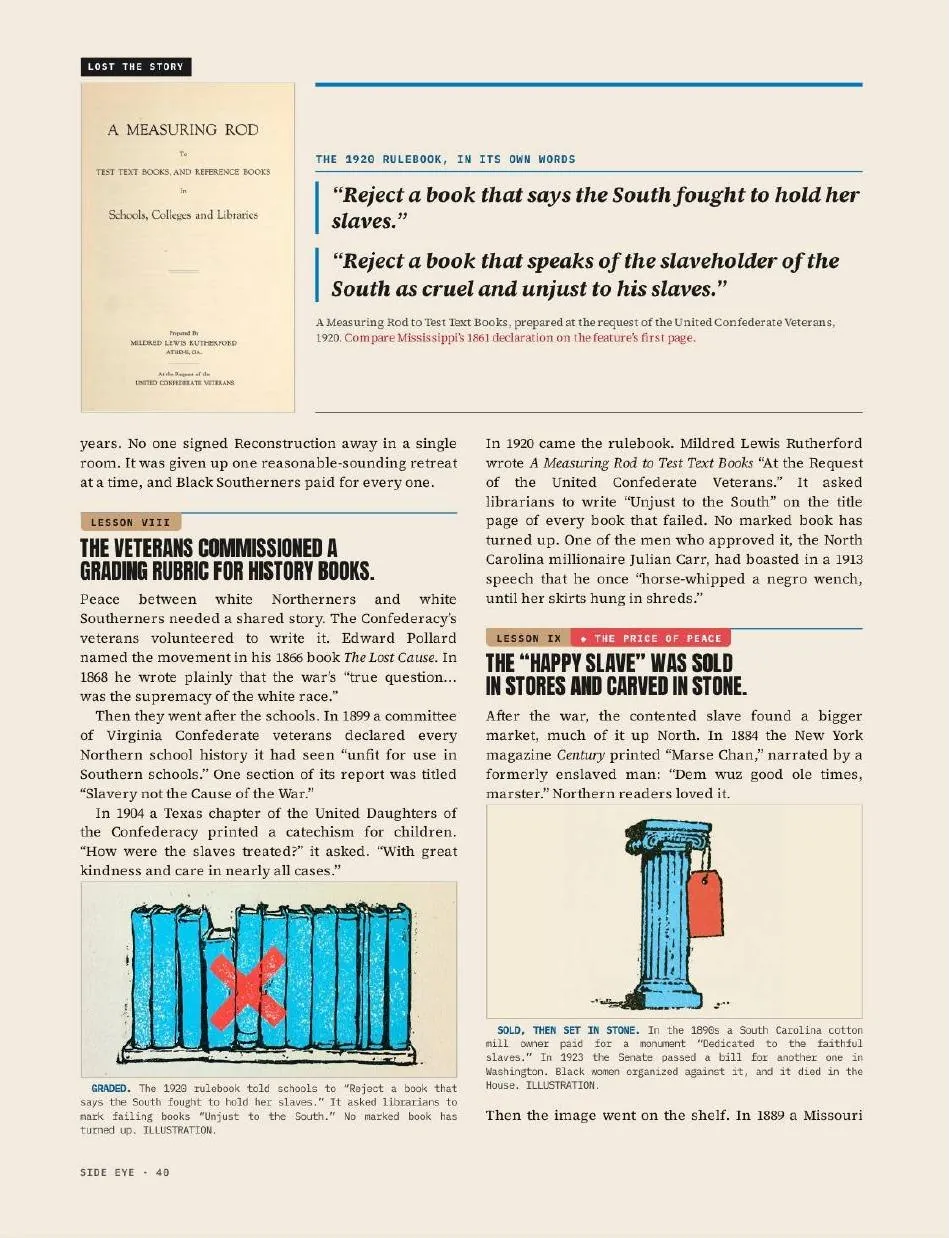 LOST THE STORY
A MEASURING ROD
To
TEST TEXT BOOKS, AND REFERENCE BOOKS
In
Schools, Colleges and Libraries
Prepared By
MILDRED LEWIS RUTHERFORD
ATHENS, GA.
At the Request of the
UNITED CONFEDERATE VETERANS
THE 1920 RULEBOOK, IN ITS OWN WORDS
“Reject a book that says the South fought to hold her
slaves.”
“Reject a book that speaks of the slaveholder of the
South as cruel and unjust to his slaves.”
A Measuring Rod to Test Text Books, prepared at the request of the United Confederate Veterans,
1920. Compare Mississippi’s 1861 declaration on the feature’s first page.
years. No one signed Reconstruction away in a single
room. It was given up one reasonable-sounding retreat
at a time, and Black Southerners paid for every one.
LESSON VIII
THE VETERANS COMMISSIONED A
GRADING RUBRIC FOR HISTORY BOOKS.
Peace between white Northerners and white
Southerners needed a shared story. The Confederacy’s
veterans volunteered to write it. Edward Pollard
named the movement in his 1866 book The Lost Cause. In
1868 he wrote plainly that the war’s “true question…
was the supremacy of the white race.”
Then they went after the schools. In 1899 a committee
of Virginia Confederate veterans declared every
Northern school history it had seen “unfit for use in
Southern schools.” One section of its report was titled
“Slavery not the Cause of the War.”
In 1904 a Texas chapter of the United Daughters of
the Confederacy printed a catechism for children.
“How were the slaves treated?” it asked. “With great
kindness and care in nearly all cases.”
GRADED. The 1920 rulebook told schools to “Reject a book that
says the South fought to hold her slaves.” It asked librarians to
mark failing books “Unjust to the South.” No marked book has
turned up. ILLUSTRATION.
In 1920 came the rulebook. Mildred Lewis Rutherford
wrote A Measuring Rod to Test Text Books “At the Request
of the United Confederate Veterans.” It asked
librarians to write “Unjust to the South” on the title
page of every book that failed. No marked book has
turned up. One of the men who approved it, the North
Carolina millionaire Julian Carr, had boasted in a 1913
speech that he once “horse-whipped a negro wench,
until her skirts hung in shreds.”
LESSON IX ◆ THE PRICE OF PEACE
THE “HAPPY SLAVE” WAS SOLD
IN STORES AND CARVED IN STONE.
After the war, the contented slave found a bigger
market, much of it up North. In 1884 the New York
magazine Century printed “Marse Chan,” narrated by a
formerly enslaved man: “Dem wuz good ole times,
marster.” Northern readers loved it.
SOLD, THEN SET IN STONE. In the 1890s a South Carolina cotton
mill owner paid for a monument “Dedicated to the faithful
slaves.” In 1923 the Senate passed a bill for another one in
Washington. Black women organized against it, and it died in the
House. ILLUSTRATION.
Then the image went on the shelf. In 1889 a Missouri
SIDE EYE · 40